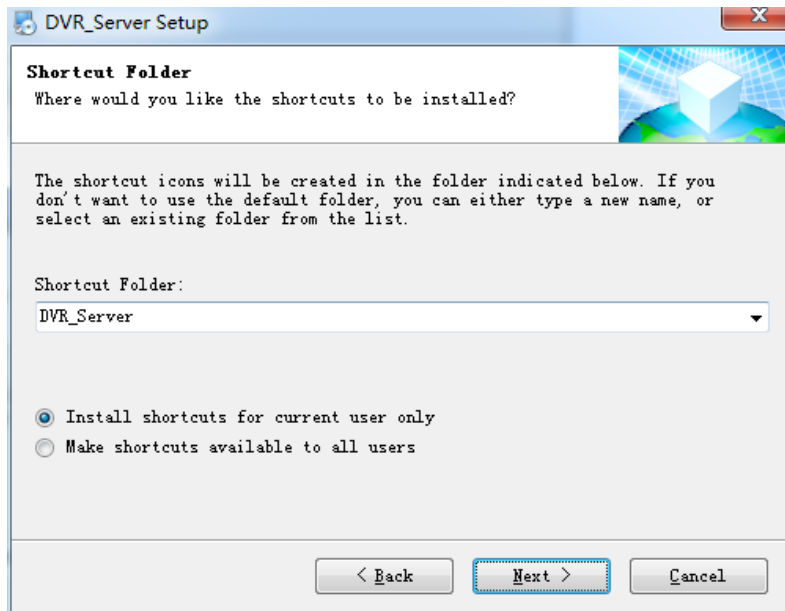 DVR_Server Setup
Shortcut Folder
Where would you like the shortcuts to be installed?
The shortcut icons will be created in the folder indicated below. If you
don't want to use the default folder, you can either type a new name, or
select an existing folder from the list.
Shortcut Folder:
DVR_Server
Install shortcuts for current user only
Make shortcuts available to all users
< Back
Next >
Cancel